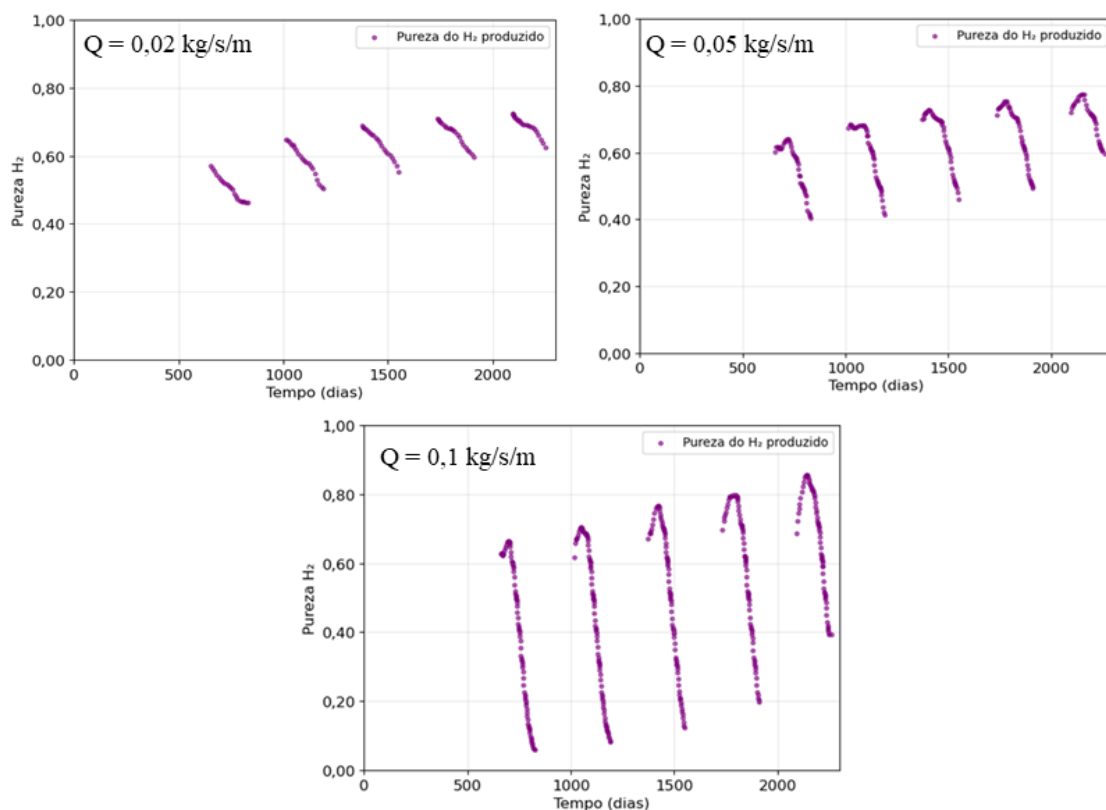 1,00
Q = 0,02 kg/s/m
Pureza do H₂ produzido
0,80
0,60
0,40
0,20
0,00
Pureza H₂
0
500
1000
1500
2000
Tempo (dias)
1,00
Q = 0,05 kg/s/m
Pureza do H₂ produzido
0,80
0,60
0,40
0,20
0,00
Pureza H₂
0
500
1000
1500
2000
Tempo (dias)
1,00
Q = 0,1 kg/s/m
Pureza do H₂ produzido
0,80
0,60
0,40
0,20
0,00
Pureza H₂
0
500
1000
1500
2000
Tempo (dias)